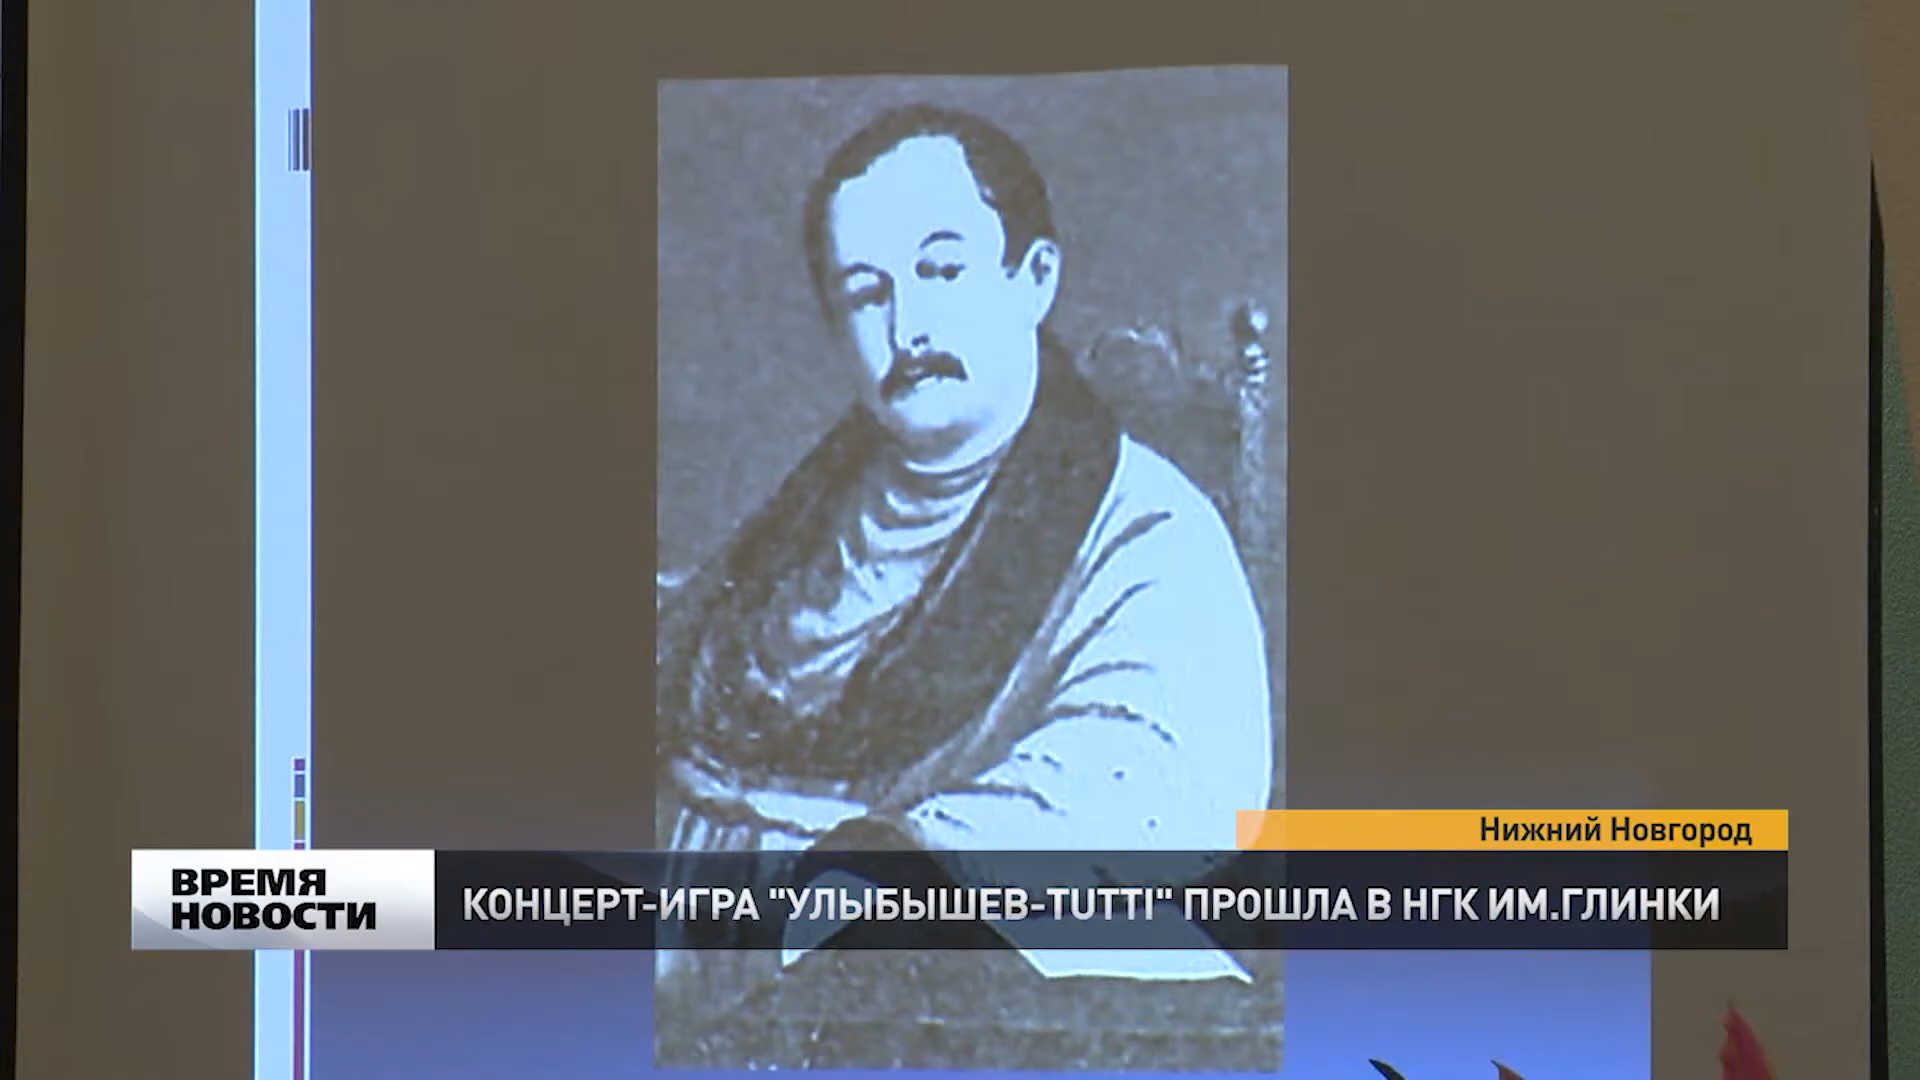 Нижний Новгород
ВРЕМЯ
НОВОСТИ
КОНЦЕРТ-ИГРА "УЛЫБЫШЕВ-TUTTI" ПРОШЛА В НГК ИМ.ГЛИНКИ